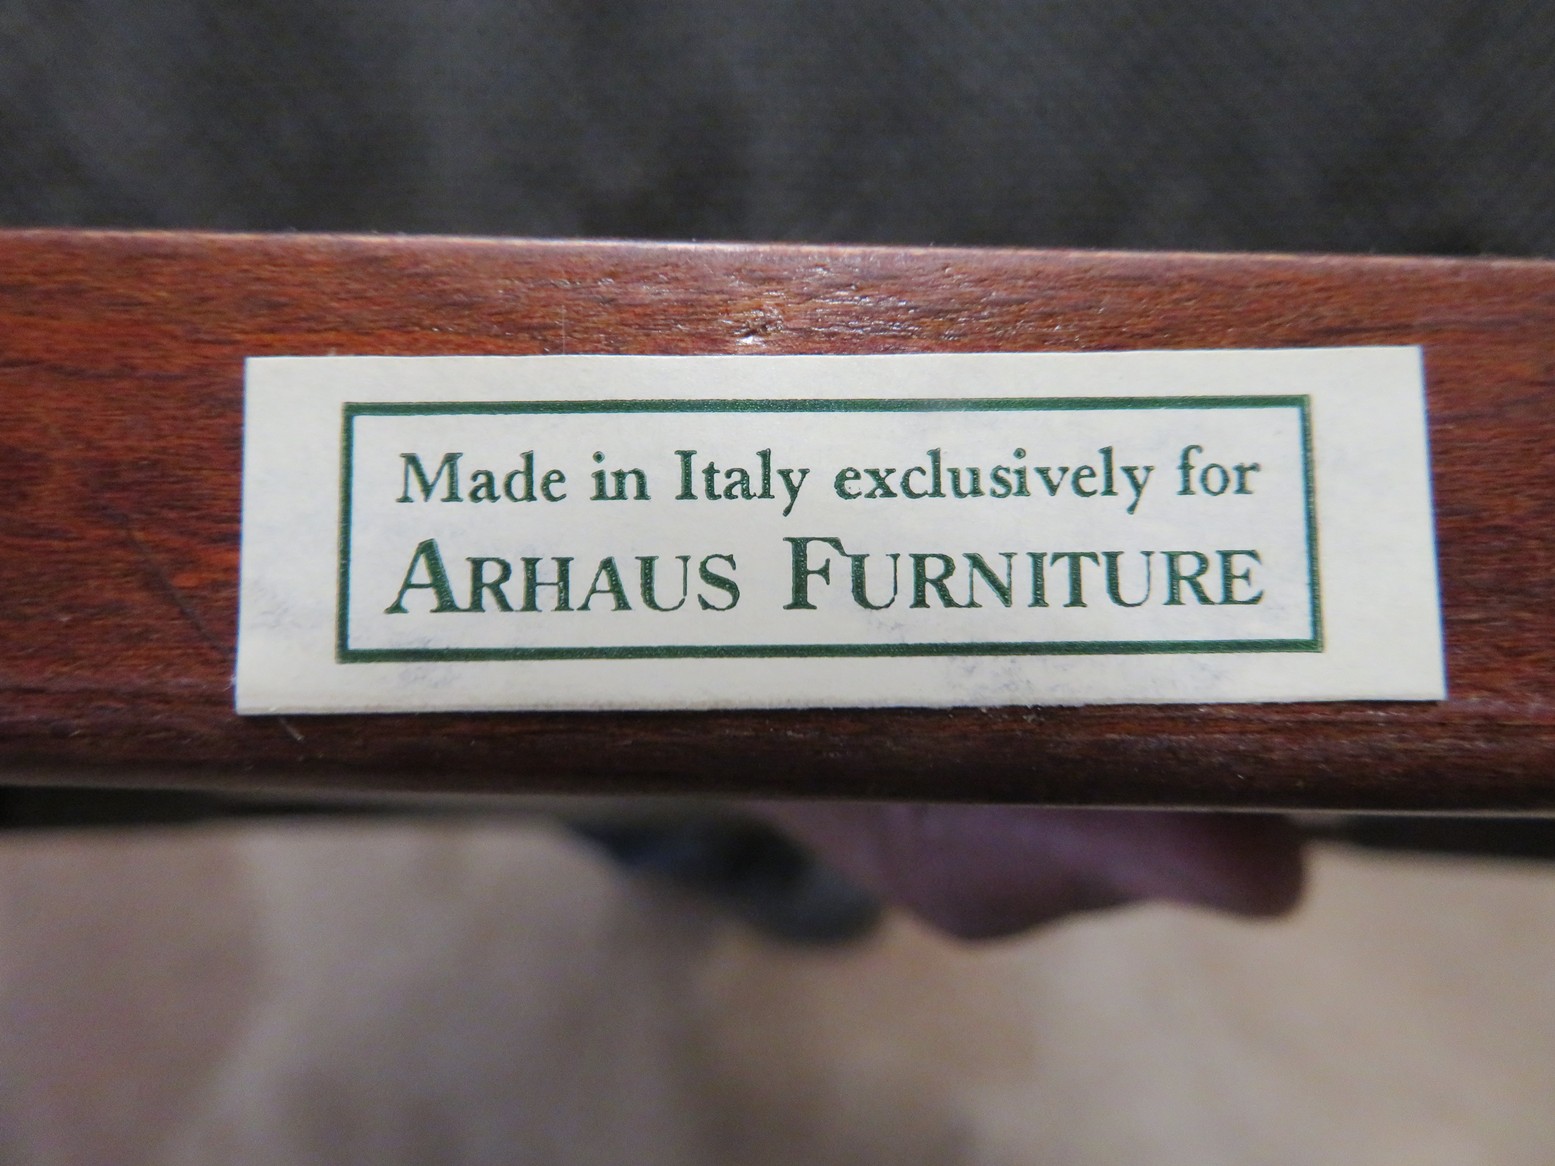 Made in Italy exclusively for
ARHAUS FURNITURE